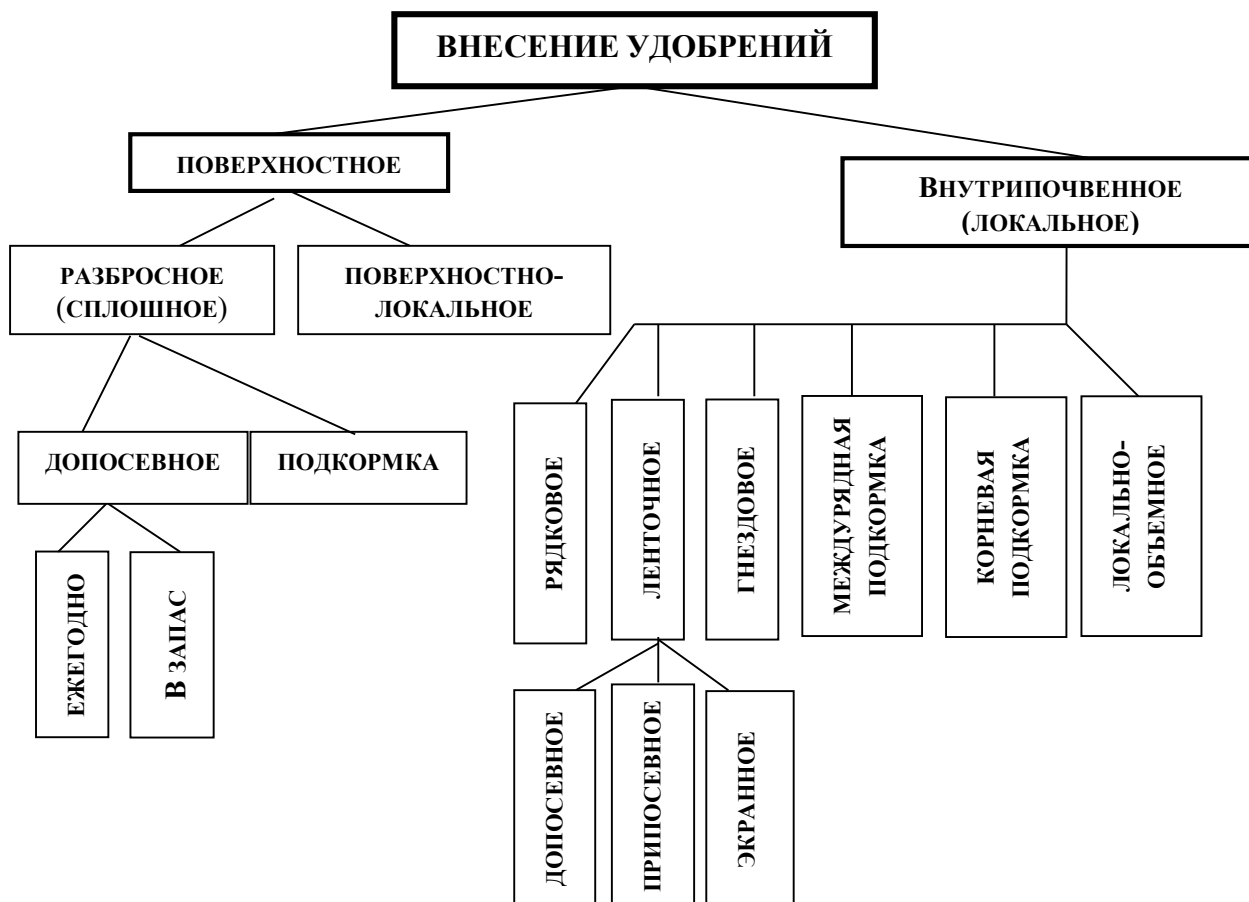 ВНЕСЕНИЕ УДОБРЕНИЙ
ПОВЕРХНОСТНОЕ
ВНУТРИПОЧВЕННОЕ
(ЛОКАЛЬНОЕ)
РАЗБРОСНОЕ
(СПЛОШНОЕ)
ПОВЕРХНОСТНО-
ЛОКАЛЬНОЕ
ДОПОСЕВНОЕ
ПОДКОРМКА
ЕЖЕГОДНО
В ЗАПАС
РЯДКОВОЕ
ЛЕНТОЧНОЕ
ГНЕЗДОВОЕ
МЕЖДУРЯДНАЯ
ПОДКОРМКА
КОРНЕВАЯ
ПОДКОРМКА
ЛОКАЛЬНО-
ОБЪЕМНОЕ
ДОПОСЕВНОЕ
ПРИПОСЕВНОЕ
ЭКРАННОЕ